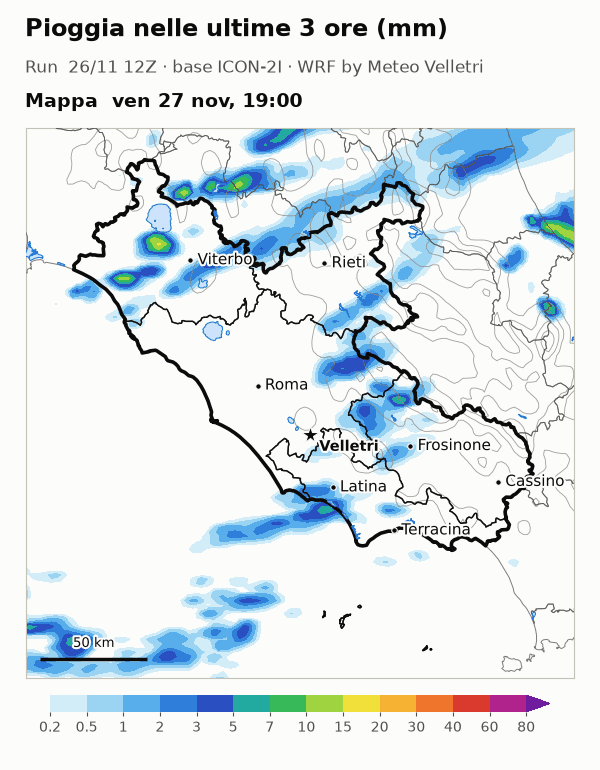 Pioggia nelle ultime 3 ore (mm)
Run  26/11 12Z · base ICON-2I · WRF by Meteo Velletri
Mappa  ven 27 nov, 19:00
Viterbo
Rieti
Roma
Velletri
Frosinone
Cassino
Latina
Terracina
50 km
0.2 0.5 1 2 3 5 7 10 15 20 30 40 60 80